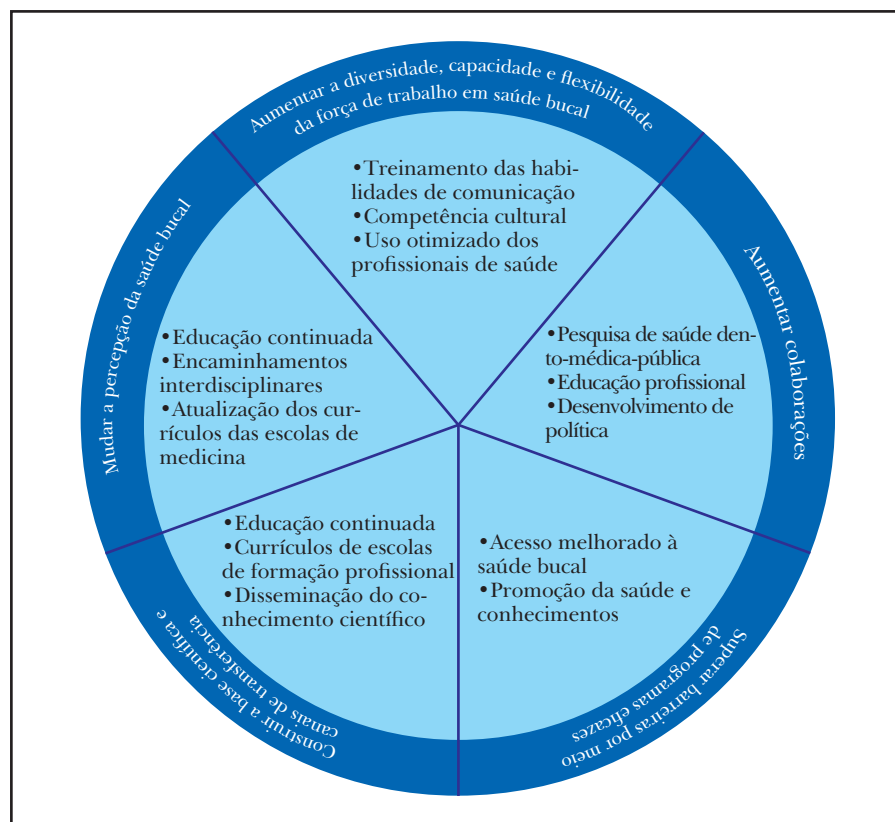 Aumentar a diversidade, capacidade e flexibilidade
da força de trabalho em saúde bucal
•Treinamento das habi-
lidades de comunicação
•Competência cultural
•Uso otimizado dos
profissionais de saúde
Aumentar colaborações
•Pesquisa de saúde den-
to-médica-pública
•Educação profissional
•Desenvolvimento de
política
Superar barreiras por meio
de programas eficazes
•Acesso melhorado à
saúde bucal
•Promoção da saúde e
conhecimentos
Construir a base científica e
canais de transferência
•Educação continuada
•Currículos de escolas
de formação profissional
•Disseminação do co-
nhecimento científico
Mudar a percepção da saúde bucal
•Educação continuada
•Encaminhamentos
interdisciplinares
•Atualização dos cur-
rículos das escolas de
medicina